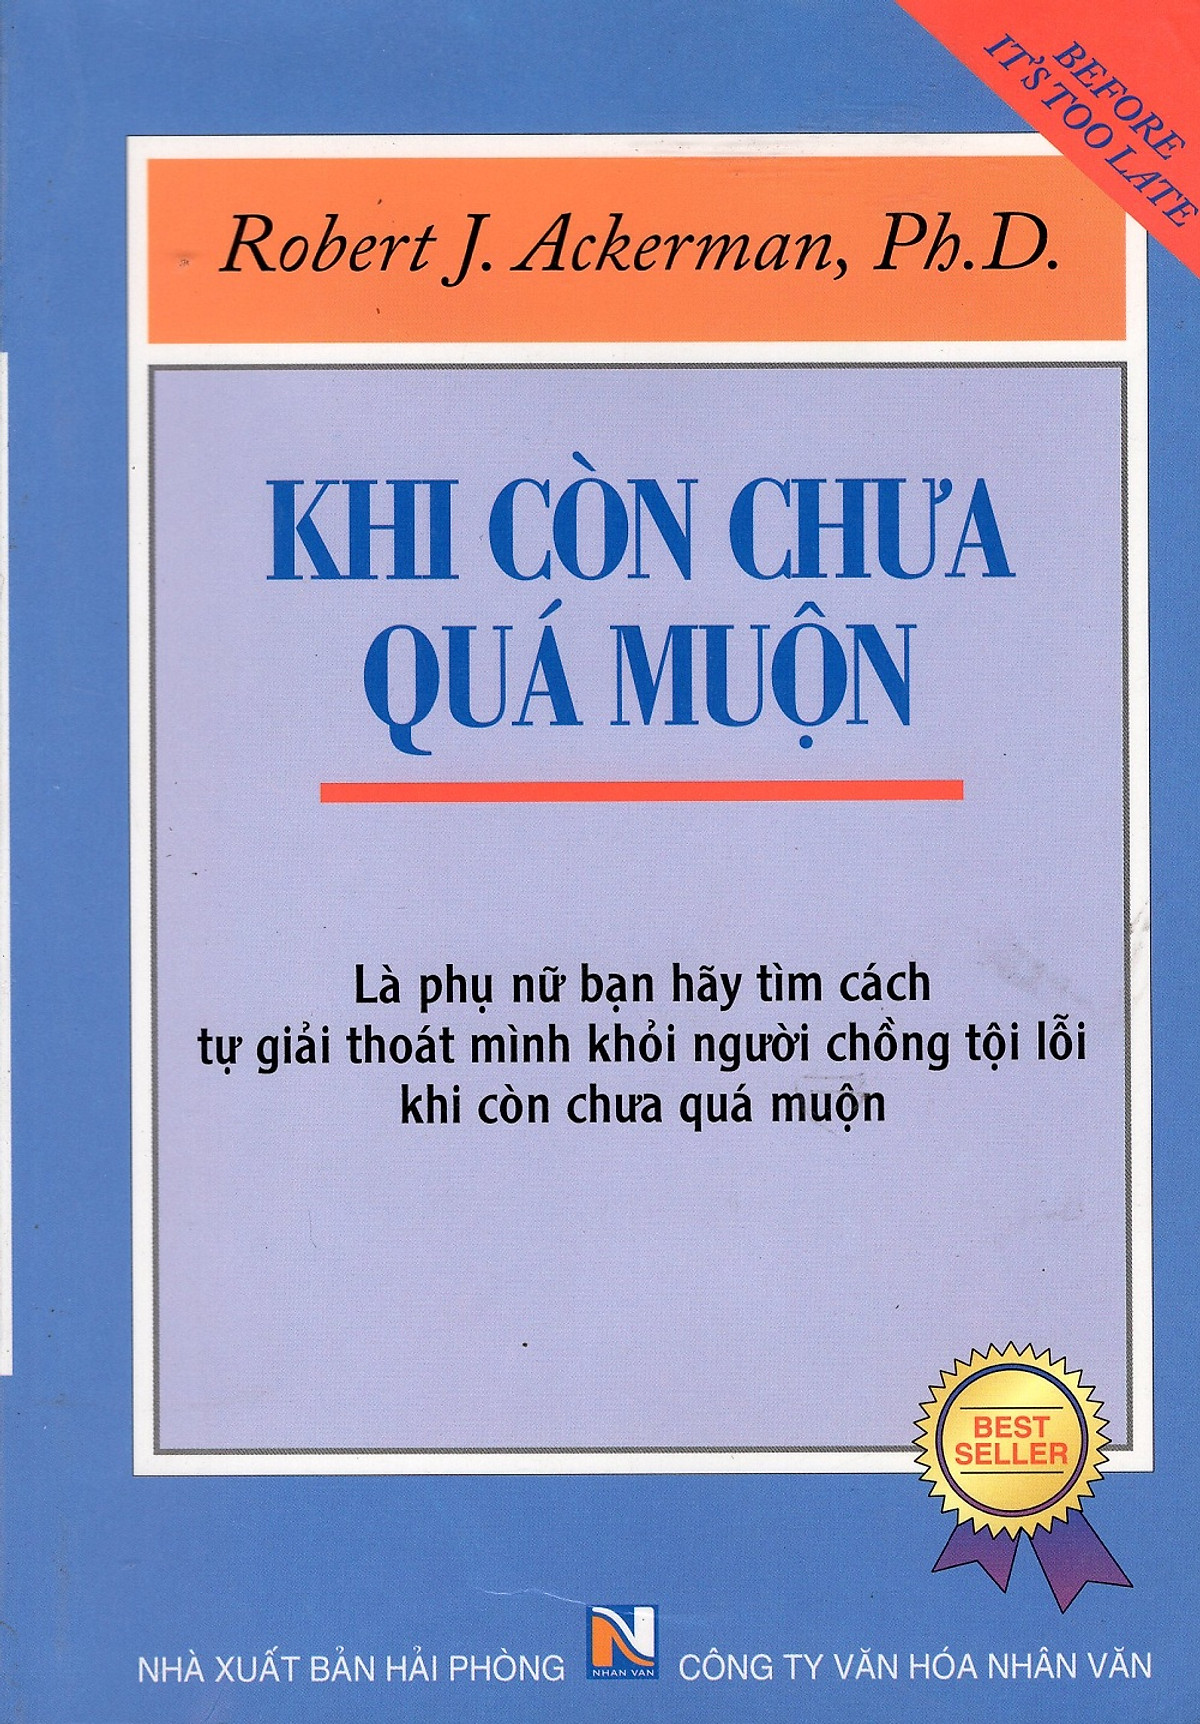 BEFORE
IT'S TOO LATE
Robert J. Ackerman, Ph.D.
KHI CÒN CHƯA
QUÁ MUỘN
Là phụ nữ bạn hãy tìm cách
tự giải thoát mình khỏi người chồng tội lỗi
khi còn chưa quá muộn
BEST
SELLER
NHÀ XUẤT BẢN HẢI PHÒNG
NHAN VAN
CÔNG TY VĂN HÓA NHÂN VĂN